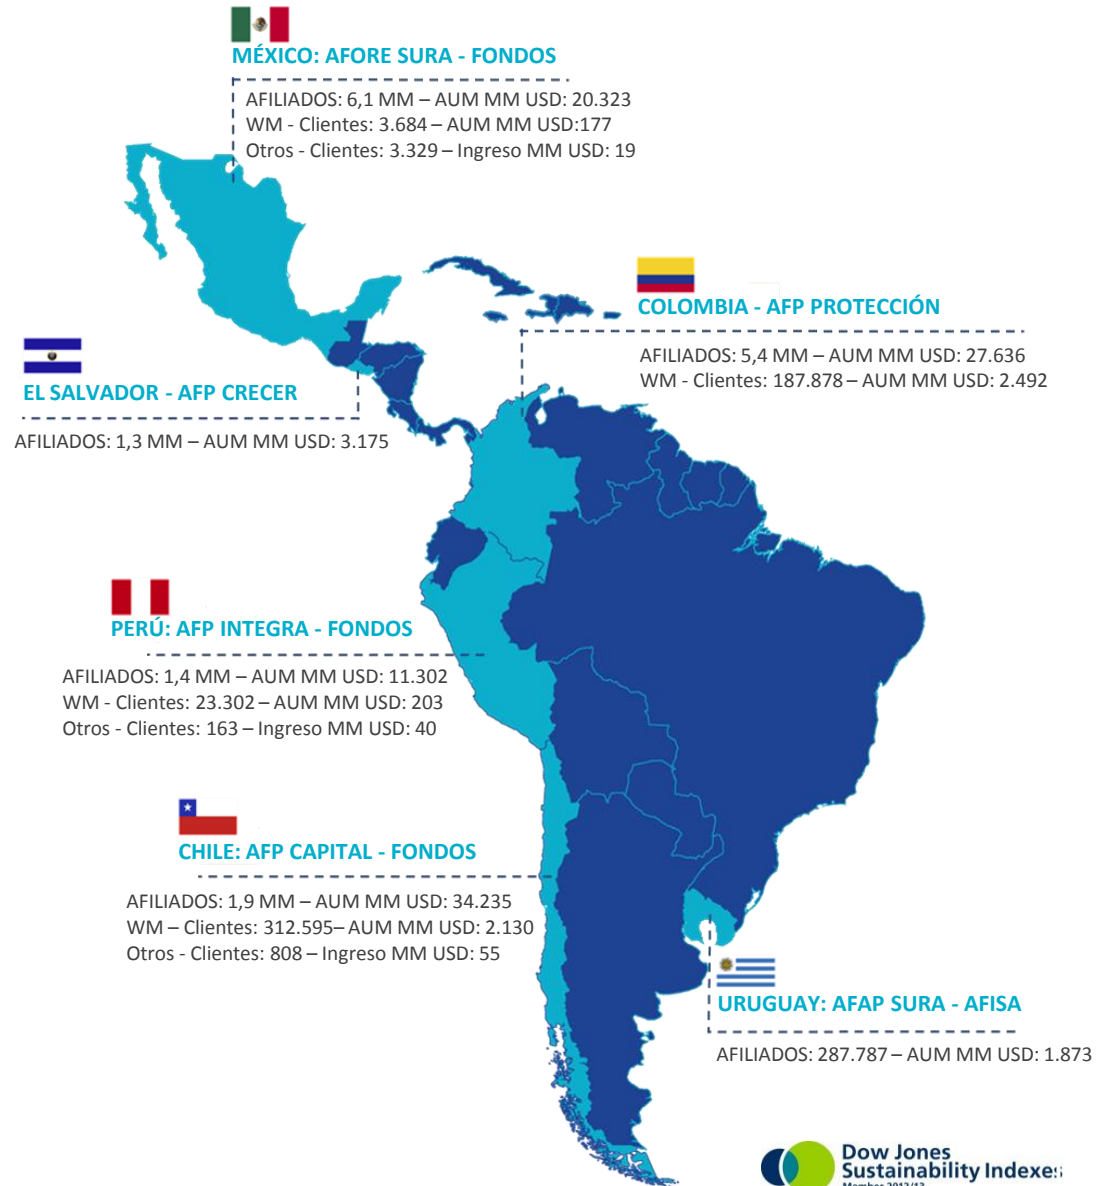 MÉXICO: AFORE SURA - FONDOS
AFILIADOS: 6,1 MM – AUM MM USD: 20.323
WM - Clientes: 3.684 – AUM MM USD:177
Otros - Clientes: 3.329 – Ingreso MM USD: 19
COLOMBIA - AFP PROTECCIÓN
AFILIADOS: 5,4 MM – AUM MM USD: 27.636
WM - Clientes: 187.878 – AUM MM USD: 2.492
EL SALVADOR - AFP CRECER
AFILIADOS: 1,3 MM – AUM MM USD: 3.175
PERÚ: AFP INTEGRA - FONDOS
AFILIADOS: 1,4 MM – AUM MM USD: 11.302
WM - Clientes: 23.302 – AUM MM USD: 203
Otros - Clientes: 163 – Ingreso MM USD: 40
CHILE: AFP CAPITAL - FONDOS
AFILIADOS: 1,9 MM – AUM MM USD: 34.235
WM – Clientes: 312.595– AUM MM USD: 2.130
Otros - Clientes: 808 – Ingreso MM USD: 55
URUGUAY: AFAP SURA - AFISA
AFILIADOS: 287.787 – AUM MM USD: 1.873
Dow Jones
Sustainability Indexes
Member 2012/13